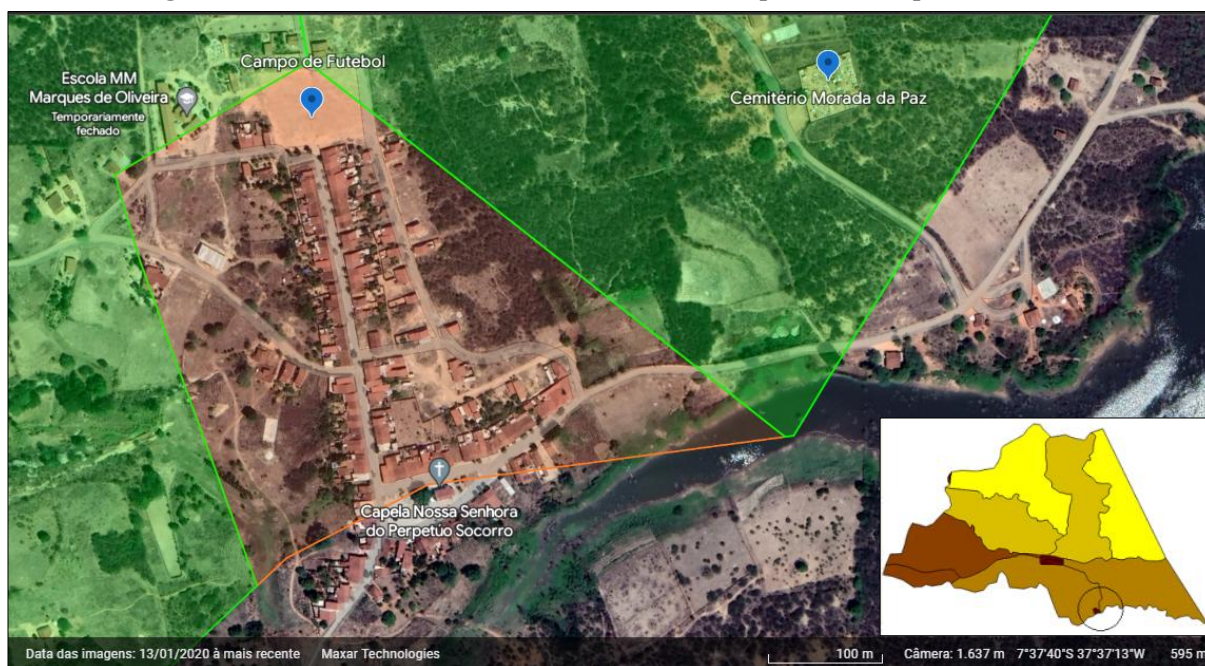 Campo de Futebol
Escola MM
Marques de Oliveira
Temporariamente
fechado
Cemitério Morada da Paz
Capela Nossa Senhora
do Perpetúo Socorro
Data das imagens: 13/01/2020 à mais recente
Maxar Technologies
100 m
Câmera: 1.637 m 7°37'40"S 37°37'13"W 595 m